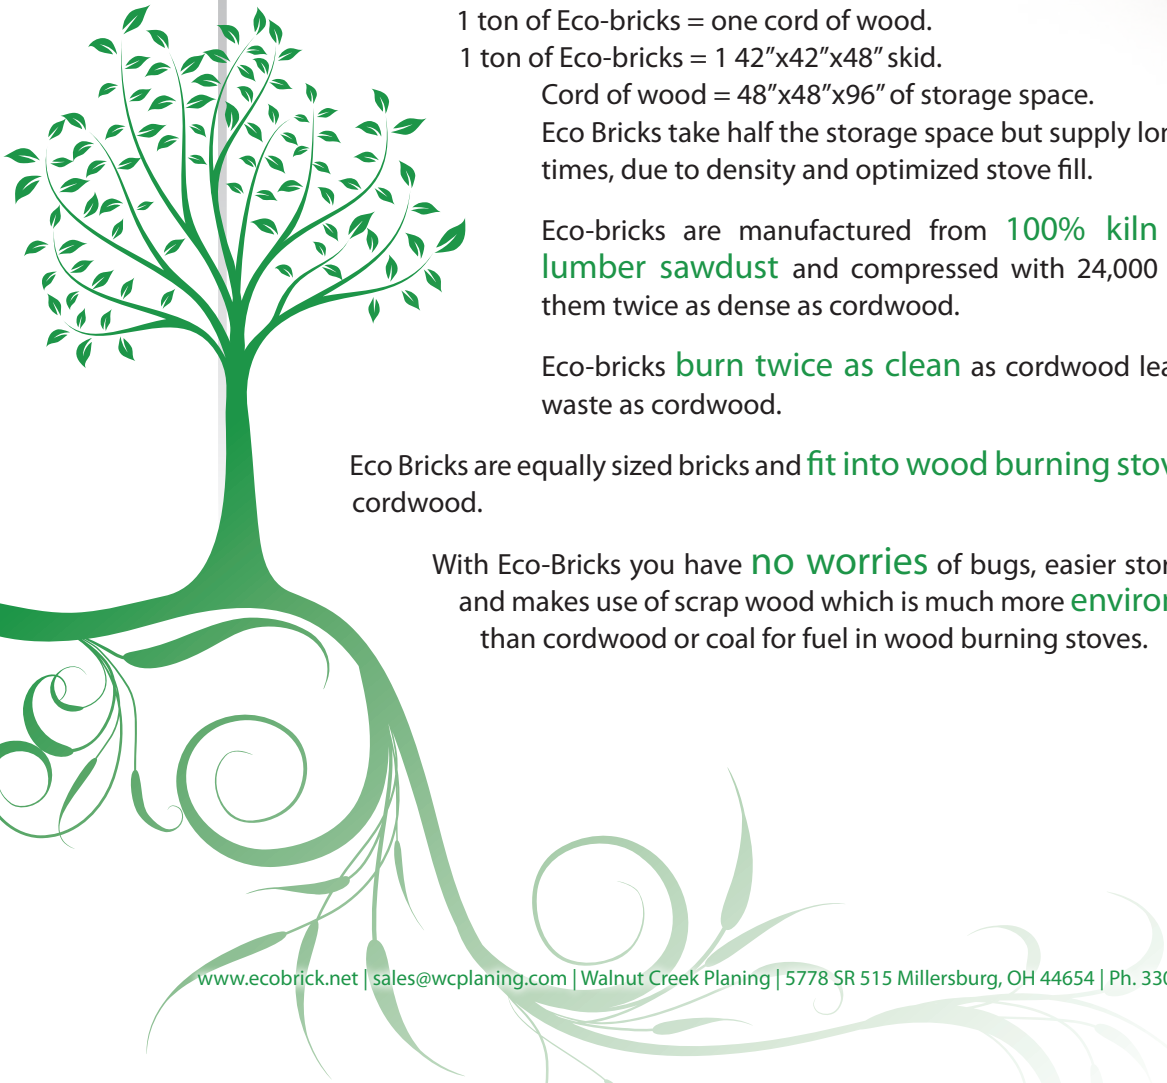 1 ton of Eco-bricks = one cord of wood.
1 ton of Eco-bricks = 1 42”x42”x48” skid.
Cord of wood = 48”x48”x96” of storage space.
Eco Bricks take half the storage space but supply
times, due to density and optimized stove fill.
Eco-bricks are manufactured from 100% kiln
lumber sawdust and compressed with 24,000
them twice as dense as cordwood.
Eco-bricks burn twice as clean as cordwood
waste as cordwood.
Eco Bricks are equally sized bricks and fit into wood burning
cordwood.
With Eco-Bricks you have no worries of bugs, easier
and makes use of scrap wood which is much more
than cordwood or coal for fuel in wood burning stoves.
www.ecobrick.net | sales@wcplaning.com | Walnut Creek Planing | 5778 SR 515 Millersburg, OH 44654 | Ph.